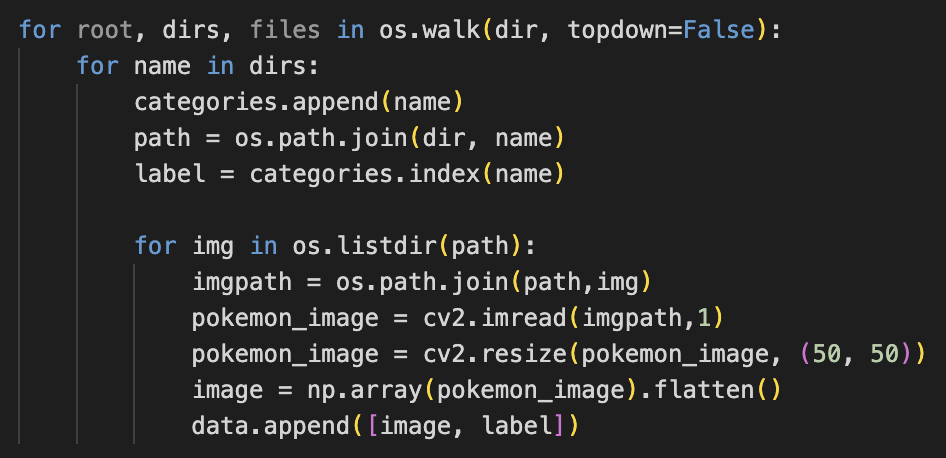 for root, dirs, files in os.walk(dir, topdown=False):
    for name in dirs:
        categories.append(name)
        path = os.path.join(dir, name)
        label = categories.index(name)

        for img in os.listdir(path):
            imgpath = os.path.join(path,img)
            pokemon_image = cv2.imread(imgpath,1)
            pokemon_image = cv2.resize(pokemon_image, (50, 50))
            image = np.array(pokemon_image).flatten()
            data.append([image, label])